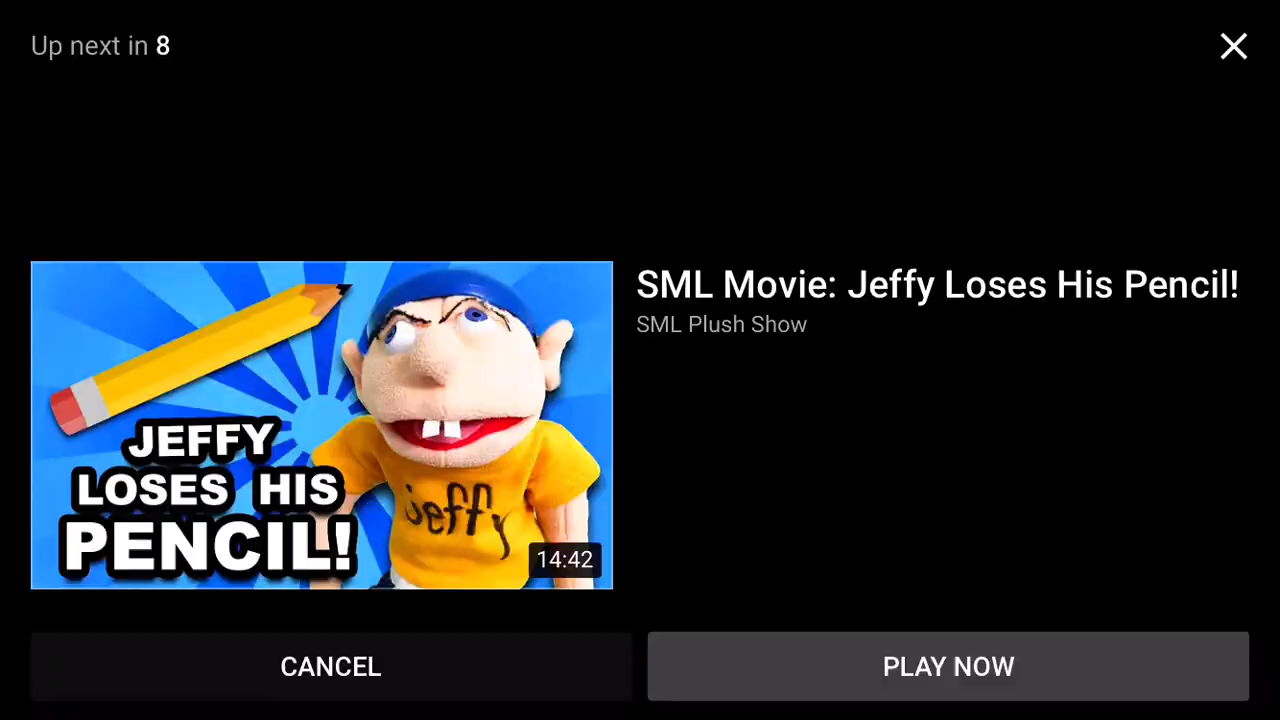 Up next in 8
SML Movie: Jeffy Loses His Pencil!
SML Plush Show
JEFFY
LOSES HIS
PENCIL!
jeffy
14:42
CANCEL
PLAY NOW